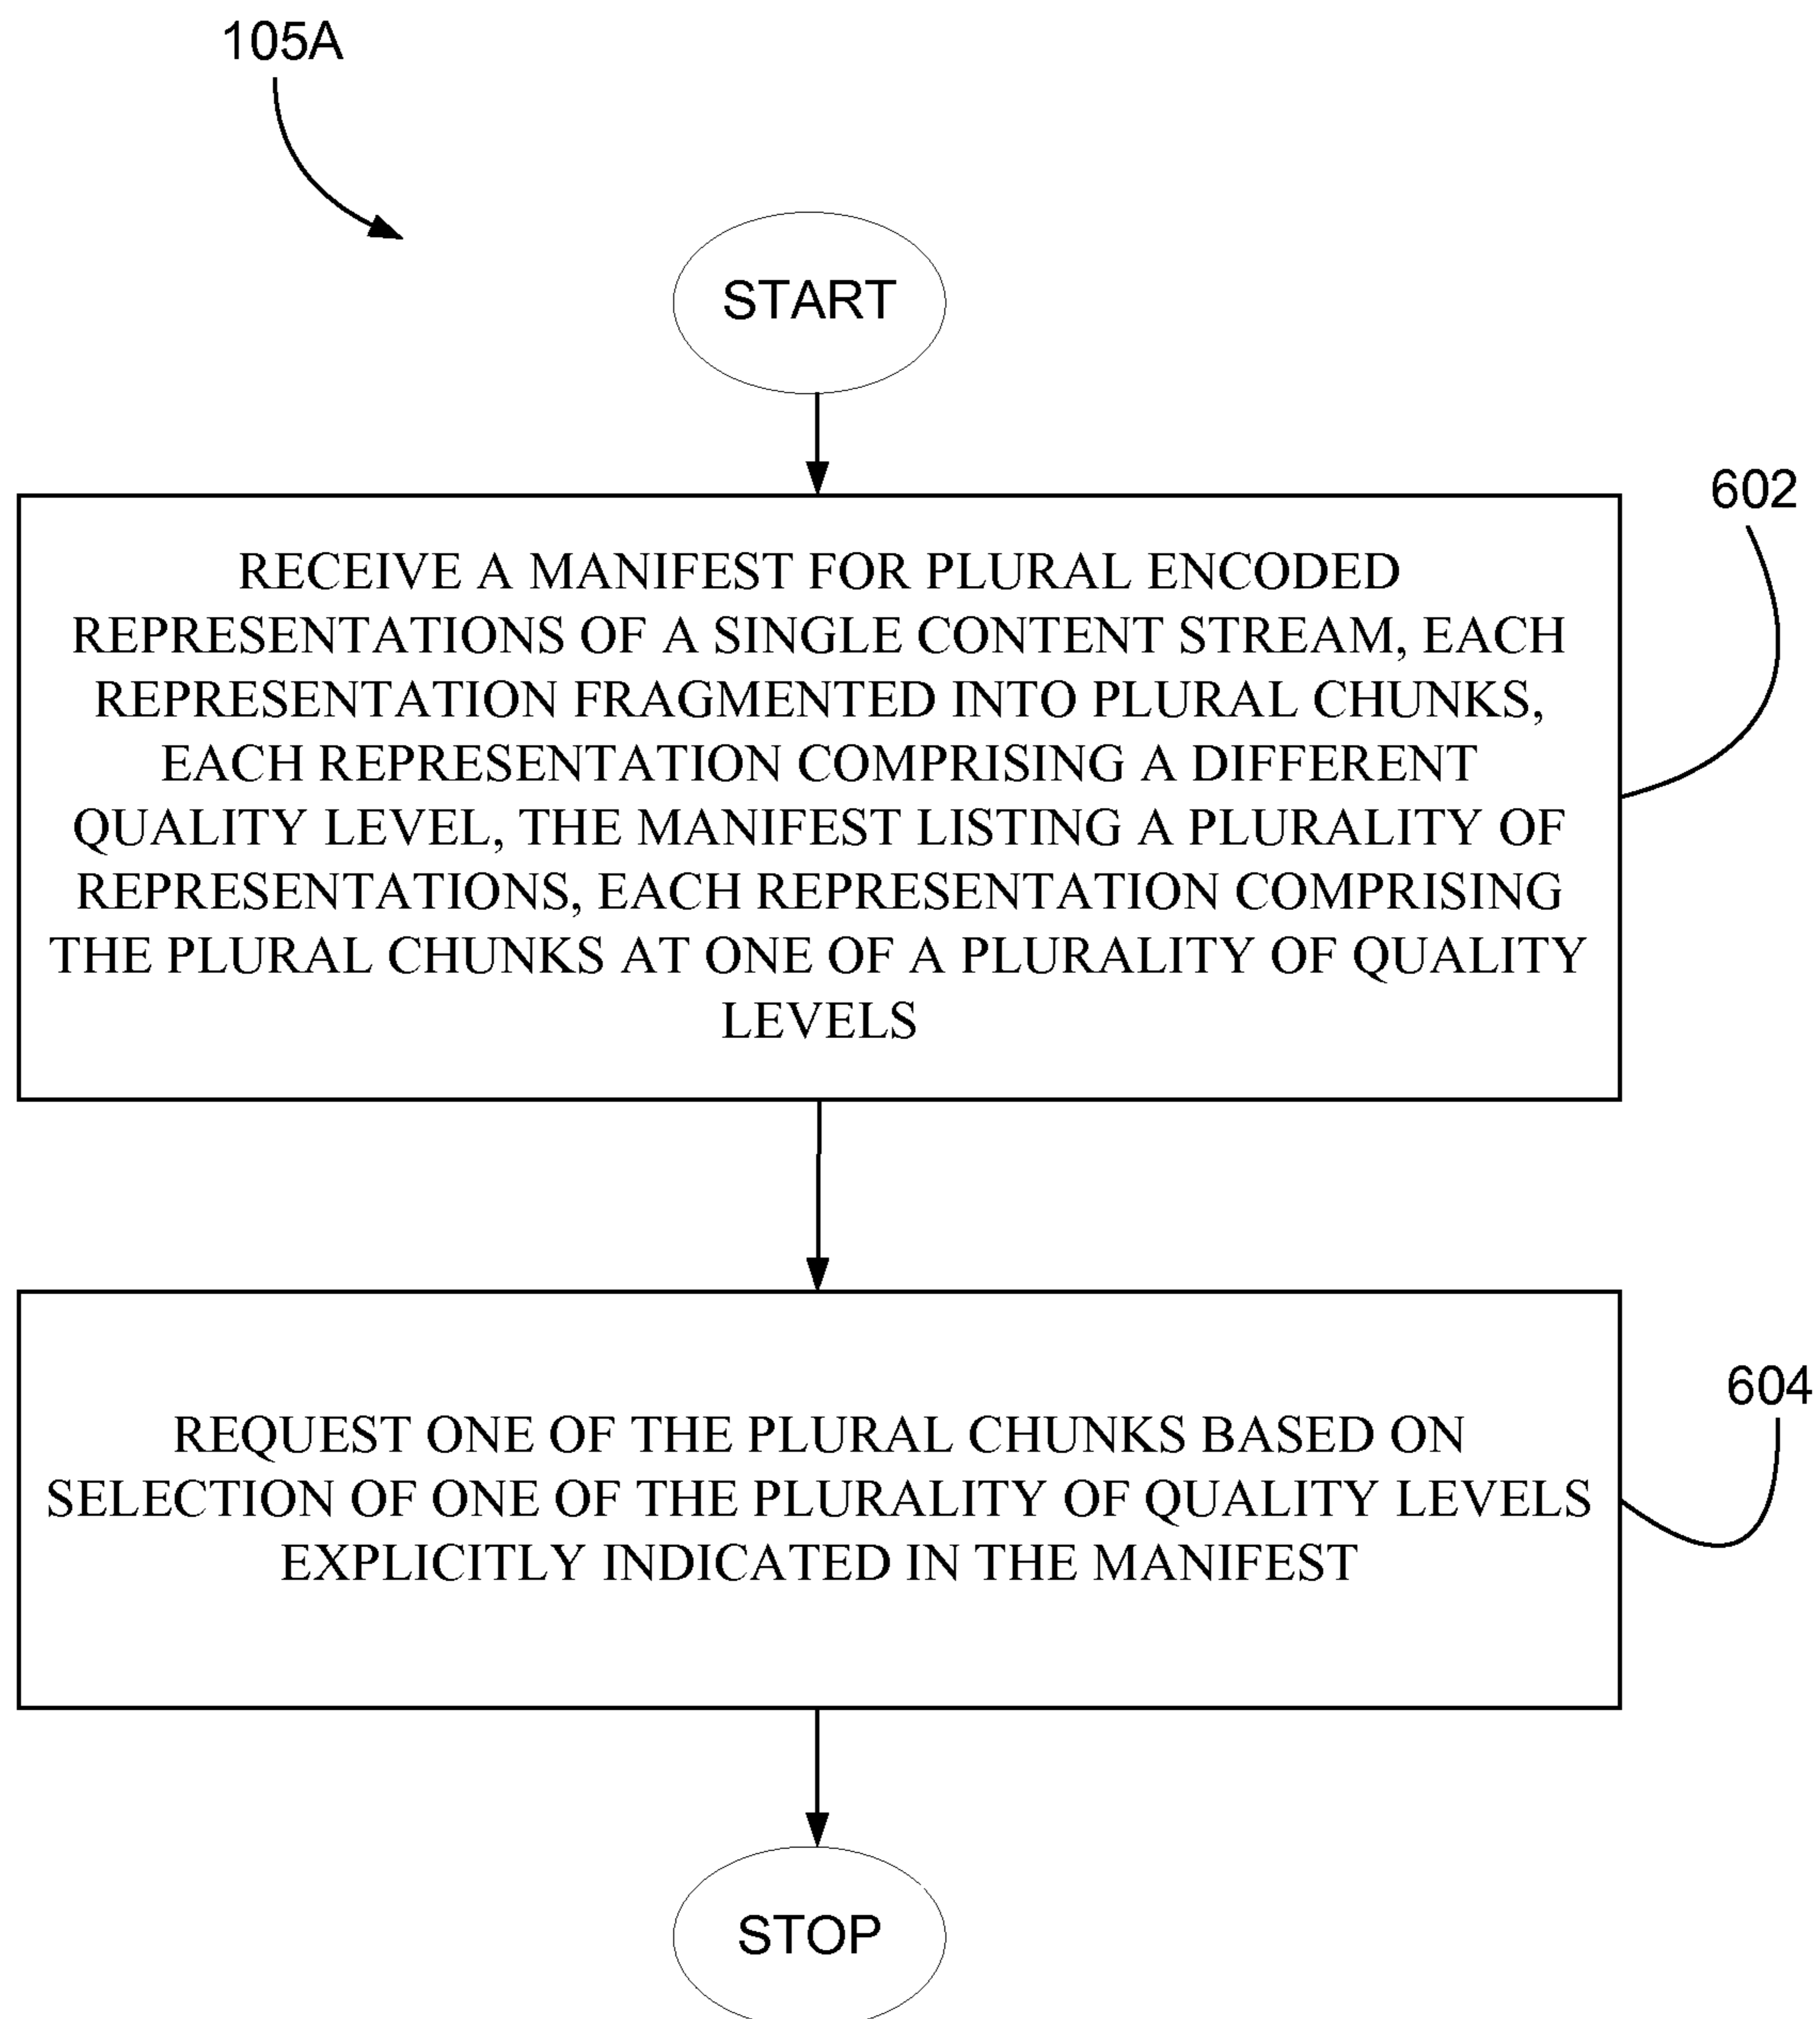 105A
START
602
RECEIVE A MANIFEST FOR PLURAL ENCODED
REPRESENTATIONS OF A SINGLE CONTENT STREAM, EACH
REPRESENTATION FRAGMENTED INTO PLURAL CHUNKS,
EACH REPRESENTATION COMPRISING A DIFFERENT
QUALITY LEVEL, THE MANIFEST LISTING A PLURALITY OF
REPRESENTATIONS, EACH REPRESENTATION COMPRISING
THE PLURAL CHUNKS AT ONE OF A PLURALITY OF QUALITY
LEVELS
604
REQUEST ONE OF THE PLURAL CHUNKS BASED ON
SELECTION OF ONE OF THE PLURALITY OF QUALITY LEVELS
EXPLICITLY INDICATED IN THE MANIFEST
STOP